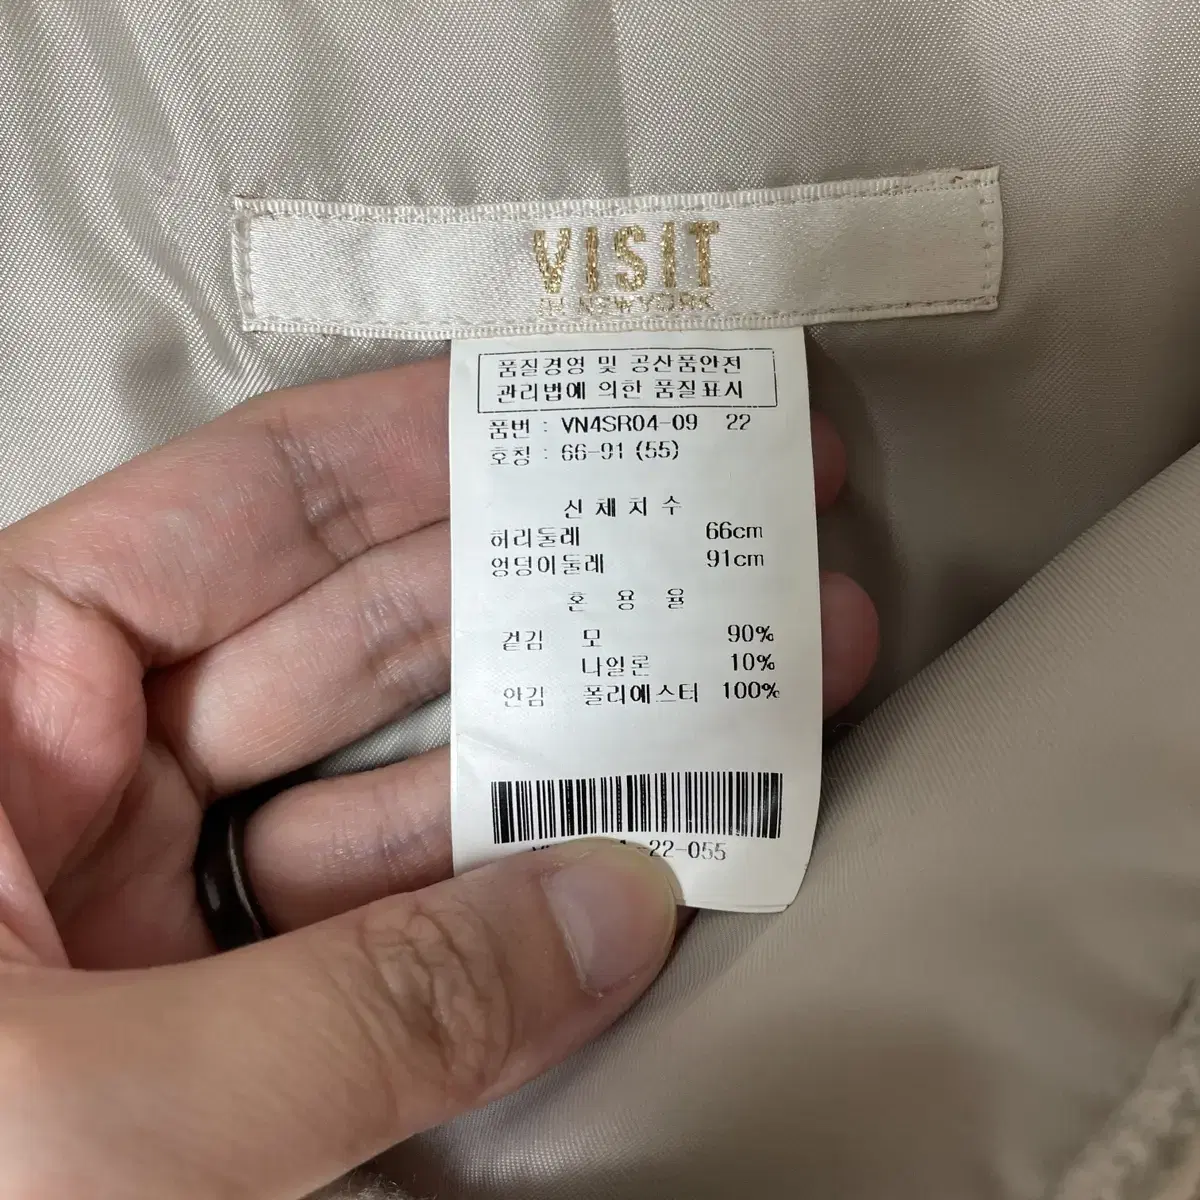 VISIT
IN NEWYORK
품질경영 및 공산품안전
관리법에 의한 품질표시
품번 : VN4SR04-09 22
호칭 : 66-91 (55)
신체치수
허리둘레 66cm
엉덩이둘레 91cm
혼 용 율
겉감 모 90%
나일론 10%
안감 폴리에스터 100%
-22-055